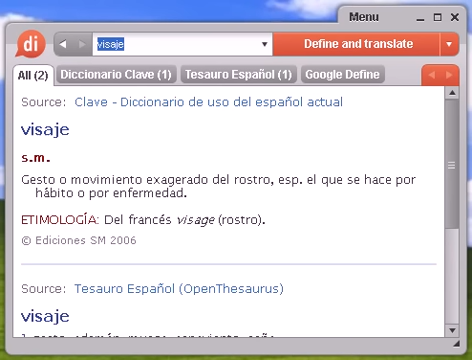 Menu
di
visaje
Define and translate
All (2)
Diccionario Clave (1)
Tesauro Español (1)
Google Define
Source: Clave - Diccionario de uso del español actual
visaje
s.m.
Gesto o movimiento exagerado del rostro, esp. el que se hace por
hábito o por enfermedad.
ETIMOLOGÍA: Del francés visage (rostro).
© Ediciones SM 2006
Source: Tesauro Español (OpenThesaurus)
visaje